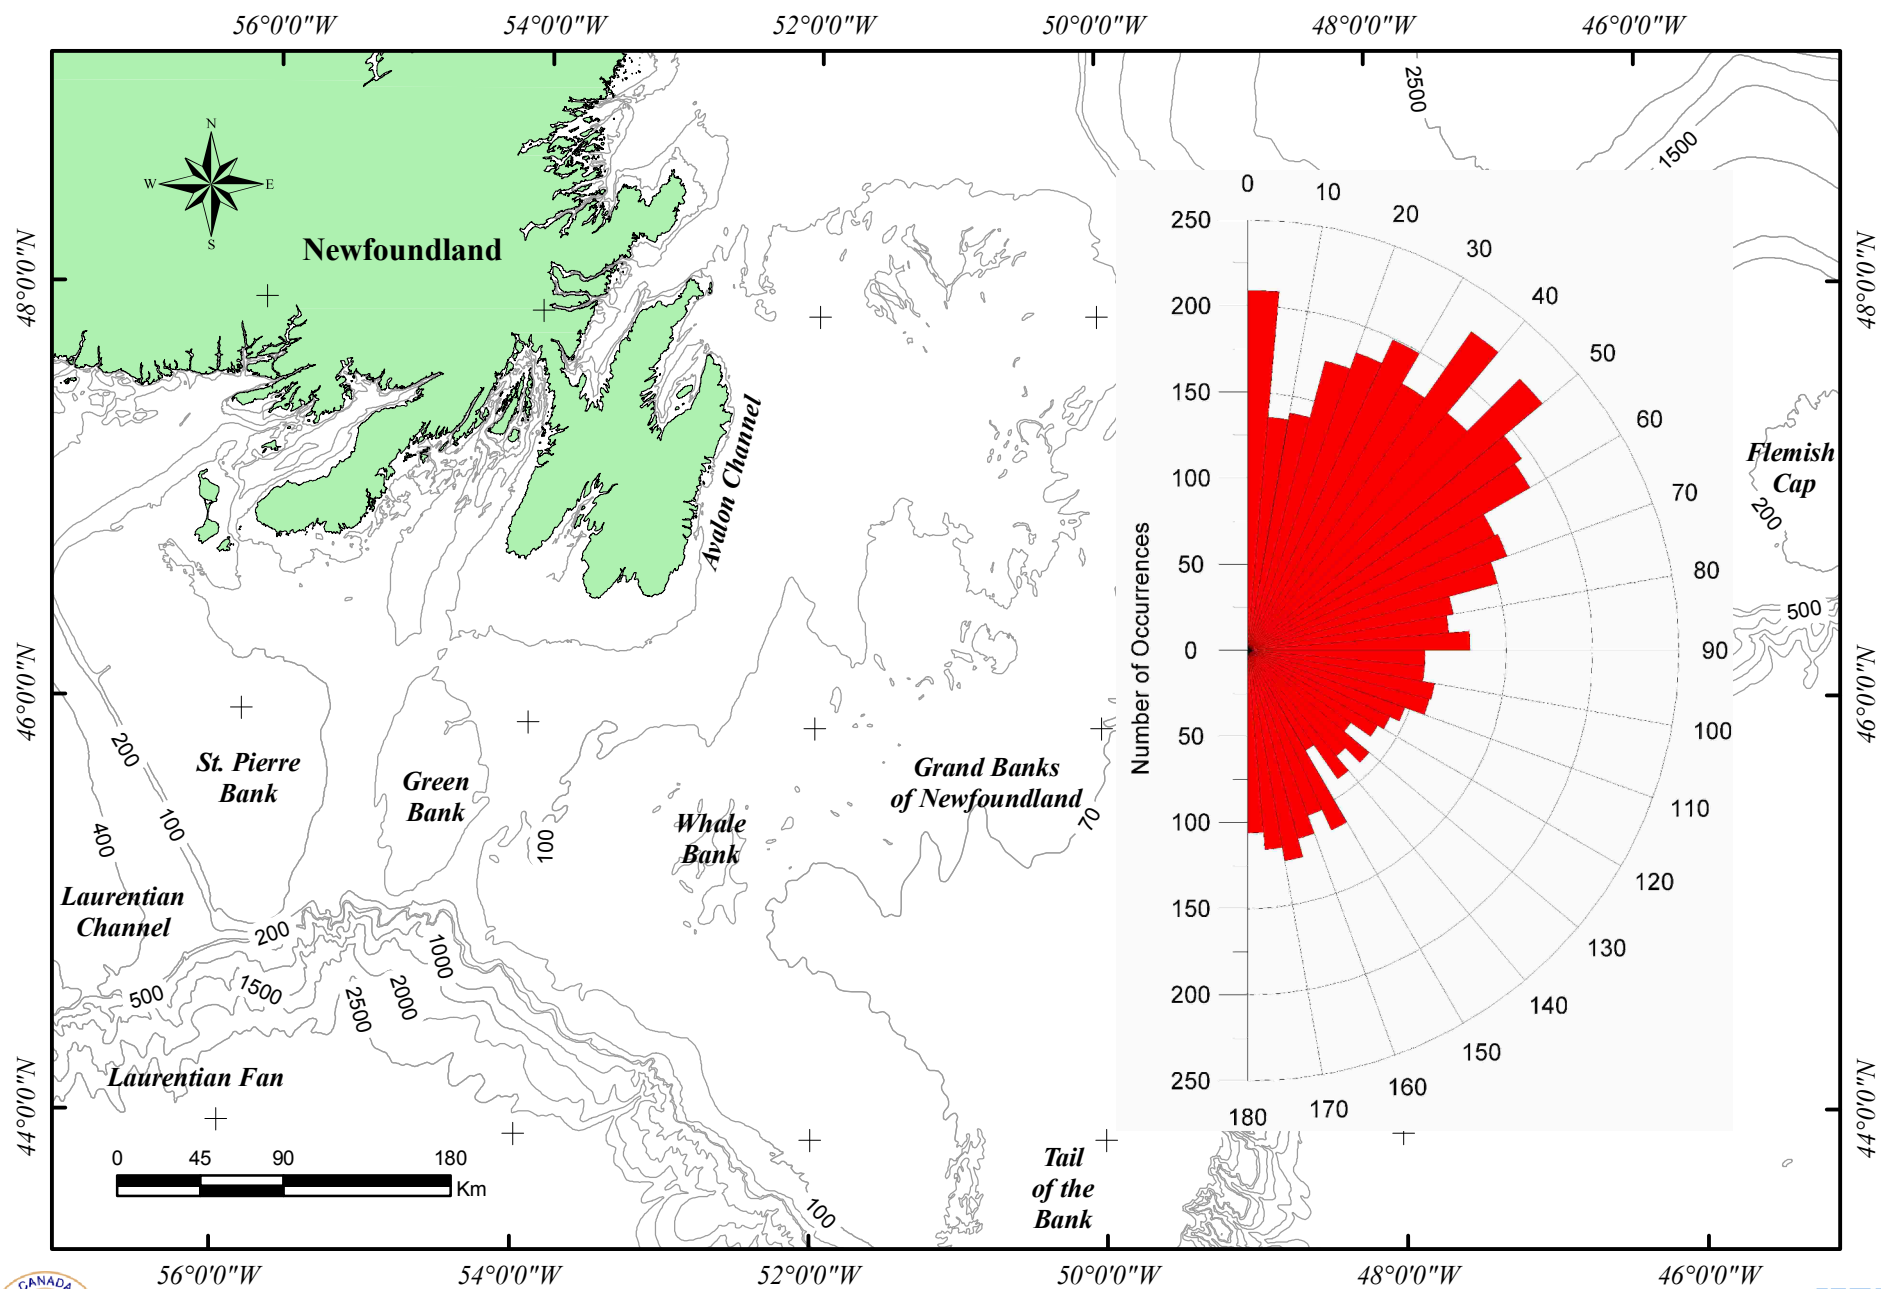 56°0'0"W
54°0'0"W
52°0'0"W
50°0'0"W
48°0'0"W
46°0'0"W
2500
1500
N
W
E
S
Newfoundland
48°0'0"N
48°0'0"N
0
10
20
30
40
50
60
70
80
90
100
110
120
130
140
150
160
170
180
250
200
150
100
50
0
50
100
150
200
250
Number of Occurrences
Avalon Channel
Flemish
Cap
200
500
46°0'0"N
46°0'0"N
200
100
400
St. Pierre
Bank
Green
Bank
100
Whale
Bank
Grand Banks
of Newfoundland
70
Laurentian
Channel
200
500
1500
2500
2000
1000
Laurentian Fan
44°0'0"N
44°0'0"N
0
45
90
180
Km
100
Tail
of the
Bank
56°0'0"W
54°0'0"W
52°0'0"W
50°0'0"W
48°0'0"W
46°0'0"W
CANADA